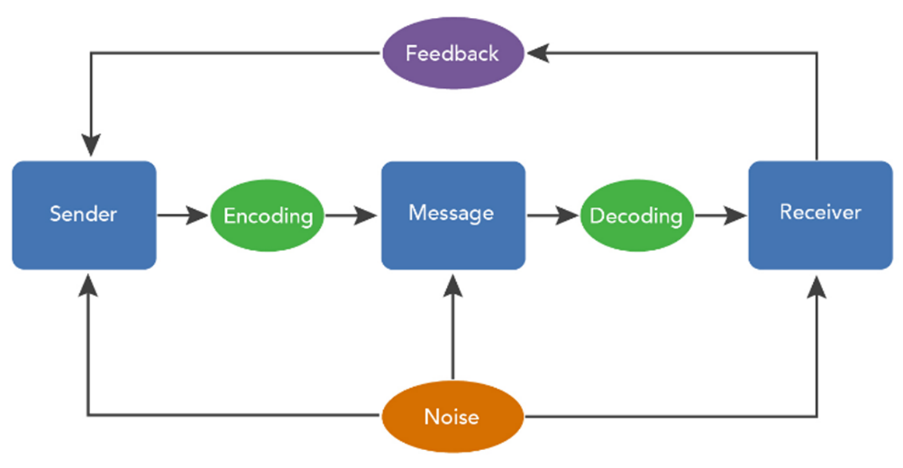 Feedback
Sender
Encoding
Message
Decoding
Receiver
Noise